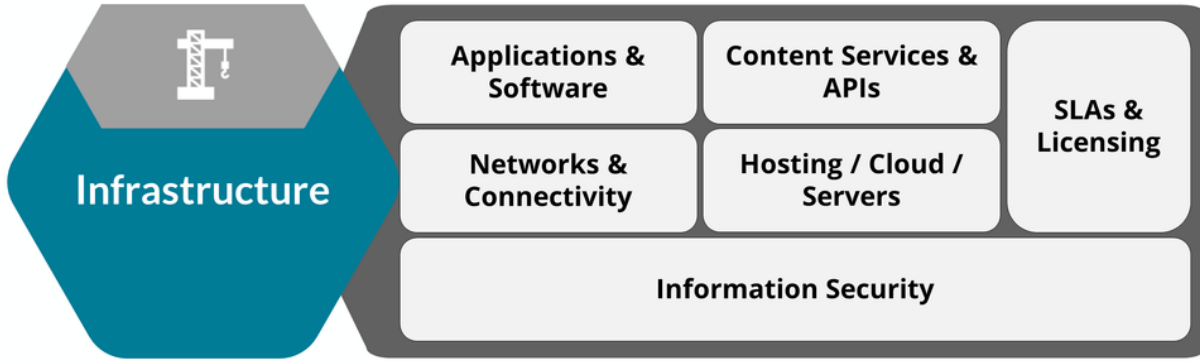 Infrastructure
Applications &
Software
Content Services &
APIs
SLAs &
Licensing
Networks &
Connectivity
Hosting / Cloud /
Servers
Information Security